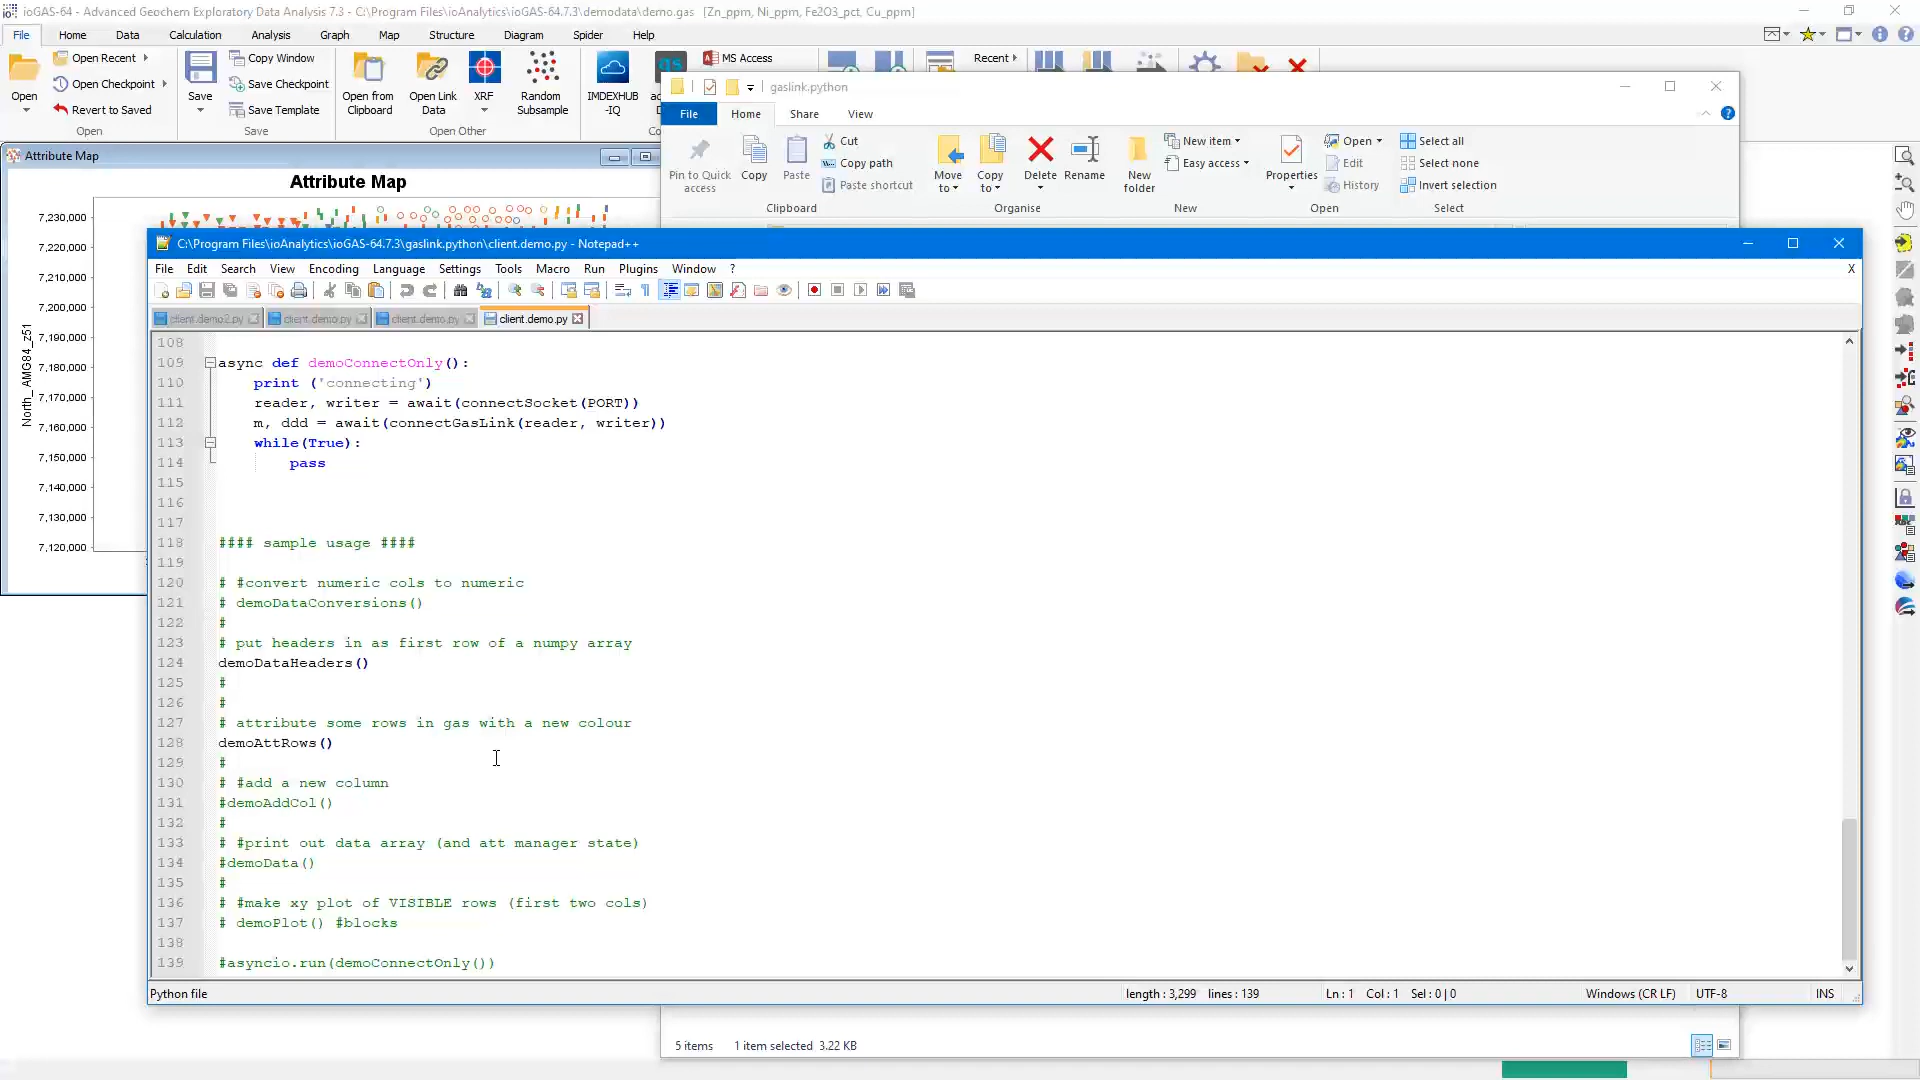 ioGAS-64 - Advanced Geochem Exploratory Data Analysis 7.3 - C:\Program Files\ioAnalytics\ioGAS-64.7.3\demodata\demo.gas [Zn_ppm, Ni_ppm, Fe2O3_pct, Cu_ppm]
File Home Data Calculation Analysis Graph Map Structure Diagram Spider Help
Open
Open Recent
Open Checkpoint
Revert to Saved
Open
Save
Copy Window
Save Checkpoint
Save Template
Save
Open from Clipboard
Open Link Data
XRF
Random Subsample
Open Other
IMDEXHUB -IQ
MS Access
Recent
Attribute Map
Attribute Map
North_AMG84_z51
7,230,000
7,220,000
7,210,000
7,200,000
7,190,000
7,180,000
7,170,000
7,160,000
7,150,000
7,140,000
7,130,000
7,120,000
gaslink.python
File Home Share View
Pin to Quick access
Copy
Paste
Cut
Copy path
Paste shortcut
Clipboard
Move to
Copy to
Delete
Rename
Organise
New folder
New item
Easy access
New
Properties
Open
Edit
History
Open
Select all
Select none
Invert selection
Select
C:\Program Files\ioAnalytics\ioGAS-64.7.3\gaslink.python\client.demo.py - Notepad++
File Edit Search View Encoding Language Settings Tools Macro Run Plugins Window ? X
client.demo2.py client.demo.py client.demo.py client.demo.py
108
109 async def demoConnectOnly():
110 print ('connecting')
111 reader, writer = await(connectSocket(PORT))
112 m, ddd = await(connectGasLink(reader, writer))
113 while(True):
114 pass
115
116
117
118 #### sample usage ####
119
120 # #convert numeric cols to numeric
121 # demoDataConversions()
122 #
123 # put headers in as first row of a numpy array
124 demoDataHeaders()
125 #
126 #
127 # attribute some rows in gas with a new colour
128 demoAttRows()
129 #
130 # #add a new column
131 #demoAddCol()
132 #
133 # #print out data array (and att manager state)
134 #demoData()
135 #
136 # #make xy plot of VISIBLE rows (first two cols)
137 # demoPlot() #blocks
138
139 #asyncio.run(demoConnectOnly())
Python file length : 3,299 lines : 139 Ln : 1 Col : 1 Sel : 0 | 0 Windows (CR LF) UTF-8 INS
5 items 1 item selected 3.22 KB